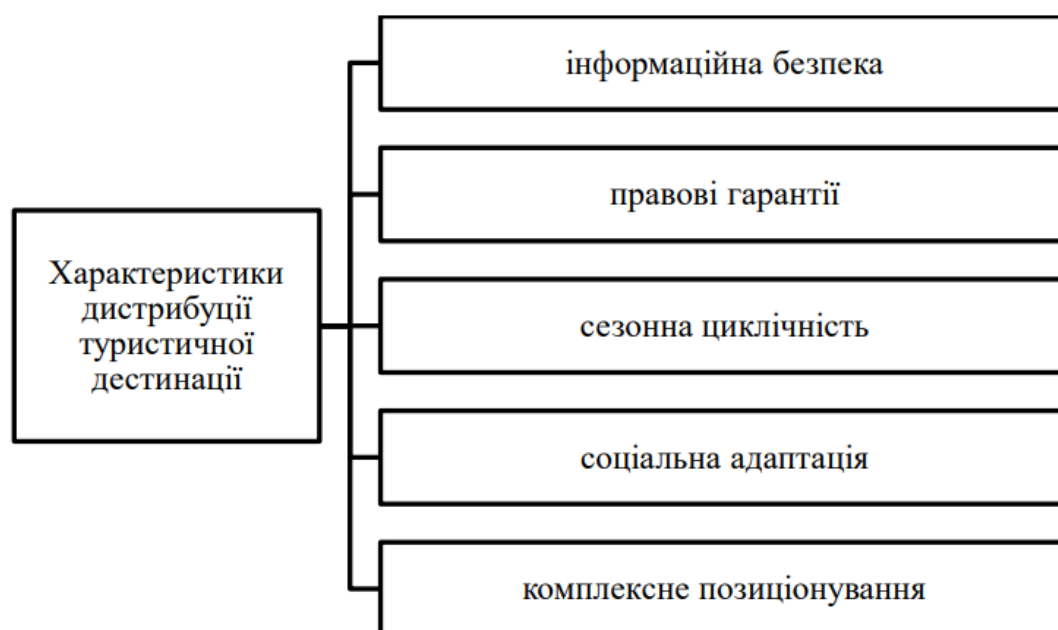 Характеристики
дистрибуції
туристичної
дестинації
інформаційна безпека
правові гарантії
сезонна циклічність
соціальна адаптація
комплексне позиціонування